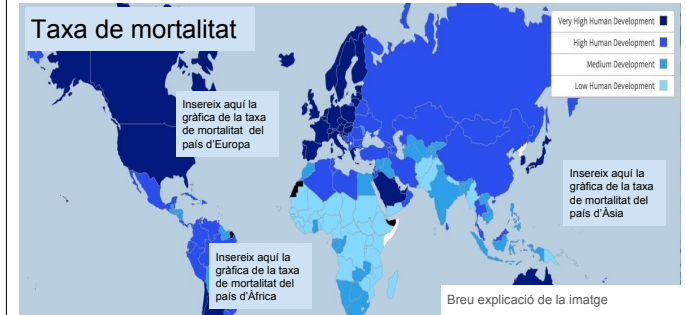 Taxa de mortalitat
Very High Human Development
High Human Development
Medium Development
Low Human Development
Insereix aquí la
gràfica de la taxa
de mortalitat del
país d'Europa
Insereix aquí la
gràfica de la taxa
de mortalitat del
país d'Àsia
Insereix aquí la
gràfica de la taxa
de mortalitat del
país d'Àfrica
Breu explicació de la imatge